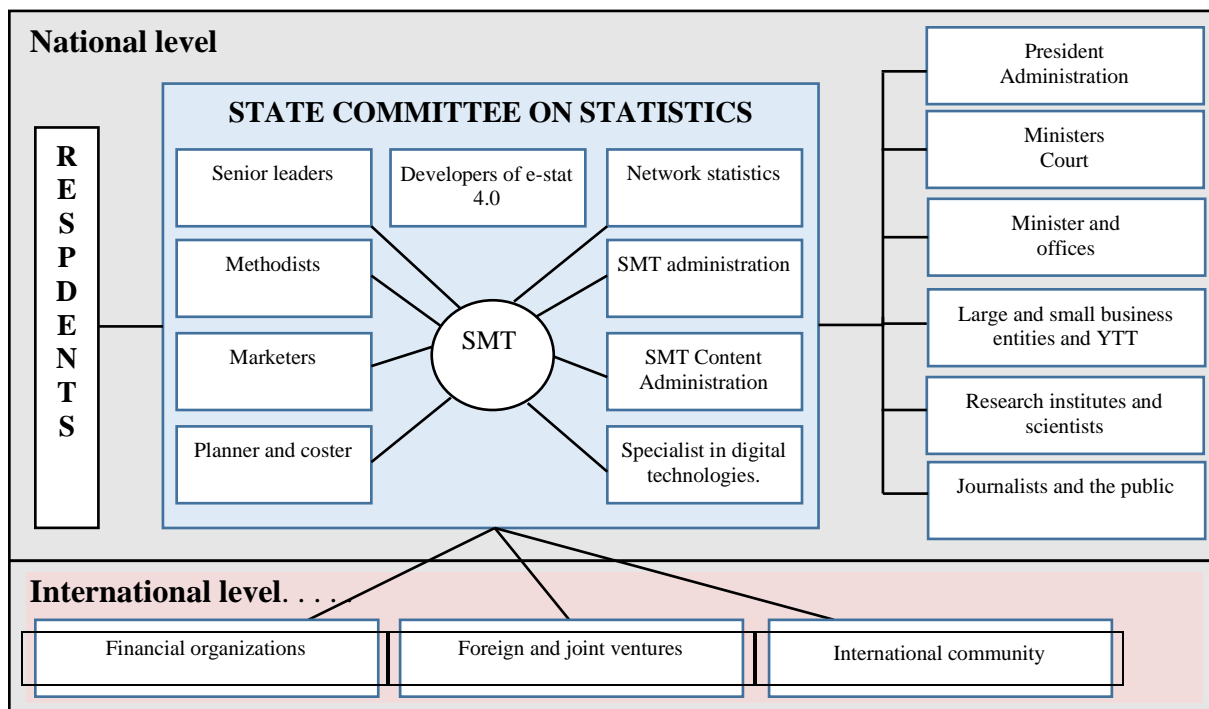 National level
R
E
S
P
D
E
N
T
S
STATE COMMITTEE ON STATISTICS
Senior leaders
Developers of e-stat
4.0
Network statistics
Methodists
SMT administration
SMT
Marketers
SMT Content
Administration
Planner and coster
Specialist in digital
technologies.
President
Administration
Ministers
Court
Minister and
offices
Large and small business
entities and YTT
Research institutes and
scientists
Journalists and the public
International level. . . . .
Financial organizations
Foreign and joint ventures
International community